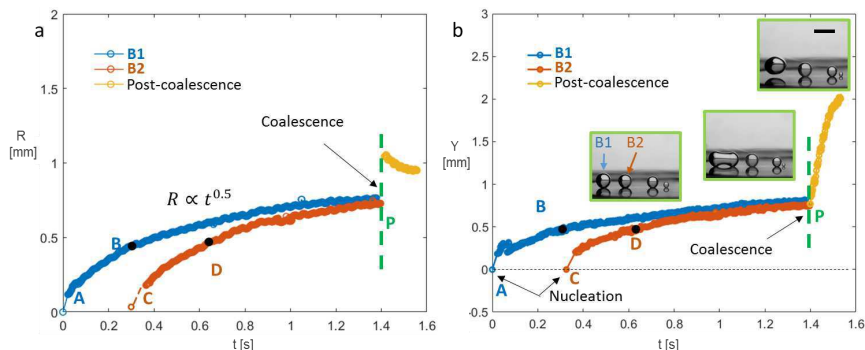 a
B1
B2
Post-coalescence
R
[mm]
Coalescence
R ∝ t^0.5
B
A
C
D
P
0
0.5
1
1.5
2
0
0.2
0.4
0.6
0.8
1
1.2
1.4
1.6
t [s]
b
B1
B2
Post-coalescence
Y
[mm]
B1
B2
B
D
P
Coalescence
C
A
Nucleation
3
2.5
2
1.5
1
0.5
0
-0.5
0
0.2
0.4
0.6
0.8
1
1.2
1.4
1.6
t [s]